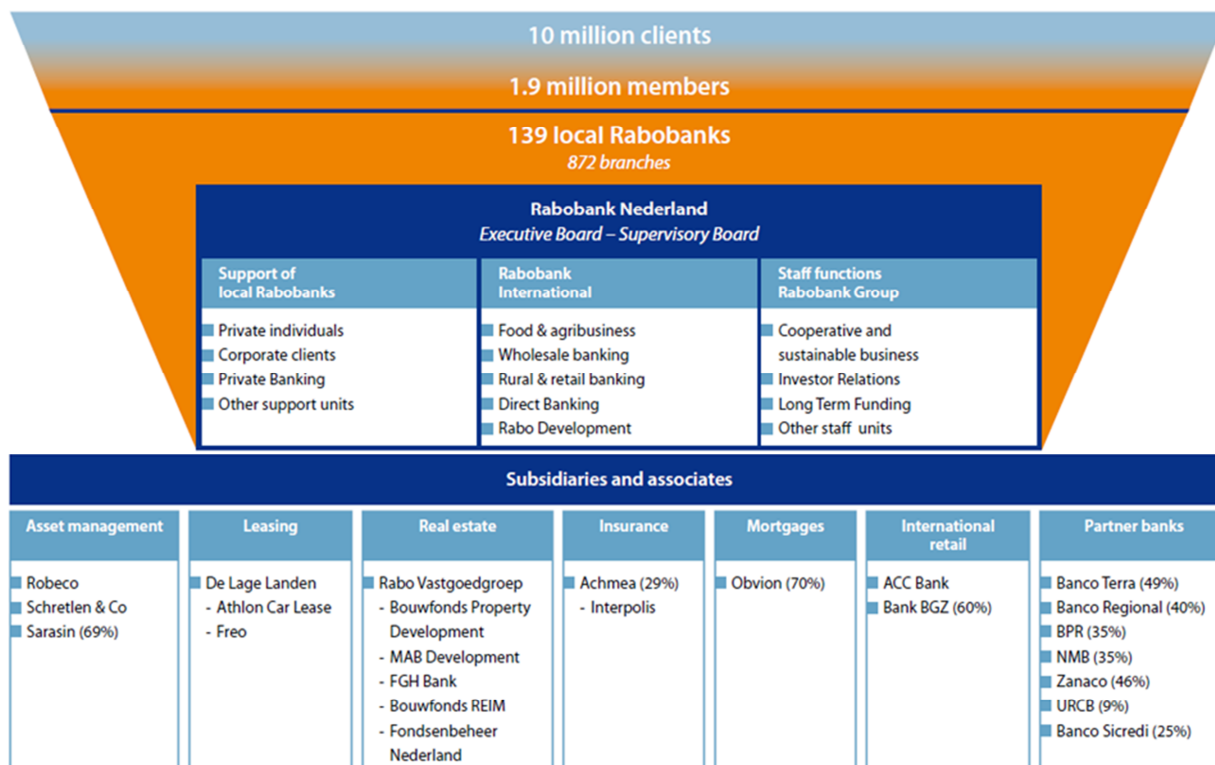 10 million clients
1.9 million members
139 local Rabobanks
872 branches
Rabobank Nederland
Executive Board – Supervisory Board
Support of
local Rabobanks
Private individuals
Corporate clients
Private Banking
Other support units
Rabobank
International
Food & agribusiness
Wholesale banking
Rural & retail banking
Direct Banking
Rabo Development
Staff functions
Rabobank Group
Cooperative and
sustainable business
Investor Relations
Long Term Funding
Other staff units
Subsidiaries and associates
Asset management
Robeco
Schretlen & Co
Sarasin (69%)
Leasing
De Lage Landen
- Athlon Car Lease
- Freo
Real estate
Rabo Vastgoedgroep
- Bouwfonds Property
Development
- MAB Development
- FGH Bank
- Bouwfonds REIM
- Fondsenbeheer
Nederland
Insurance
Achmea (29%)
- Interpolis
Mortgages
Obvion (70%)
International
retail
ACC Bank
Bank BGZ (60%)
Partner banks
Banco Terra (49%)
Banco Regional (40%)
BPR (35%)
NMB (35%)
Zanaco (46%)
URCB (9%)
Banco Sicredi (25%)